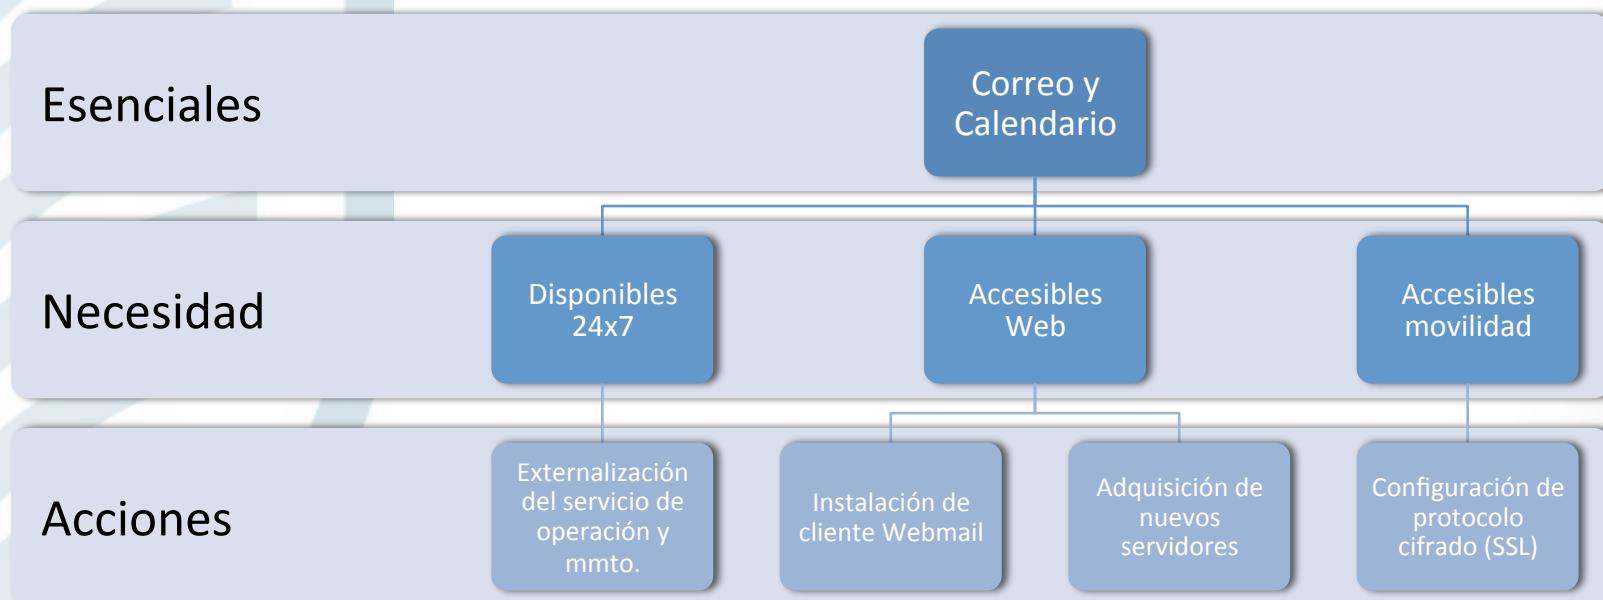 Esenciales
Correo y
Calendario
Necesidad
Disponibles
24x7
Accesibles
Web
Accesibles
movilidad
Acciones
Externalización
del servicio de
operación y
mmto.
Instalación de
cliente Webmail
Adquisición de
nuevos
servidores
Configuración de
protocolo
cifrado (SSL)